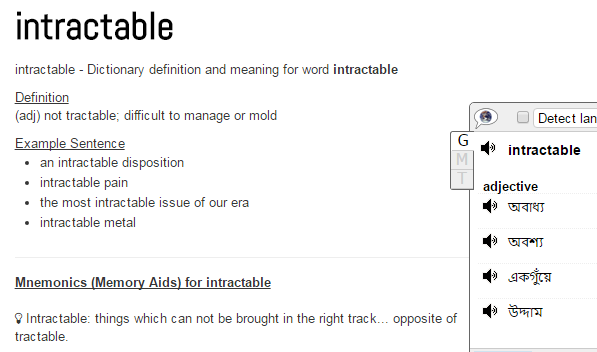 intractable
intractable - Dictionary definition and meaning for word intractable
Definition
(adj) not tractable; difficult to manage or mold
Example Sentence
an intractable disposition
intractable pain
the most intractable issue of our era
intractable metal
Mnemonics (Memory Aids) for intractable
Intractable: things which can not be brought in the right track... opposite of
tractable.
Detect lan
G
M
T
intractable
adjective
অবাধ্য
অবশ্য
একগুঁয়ে
উদ্দাম